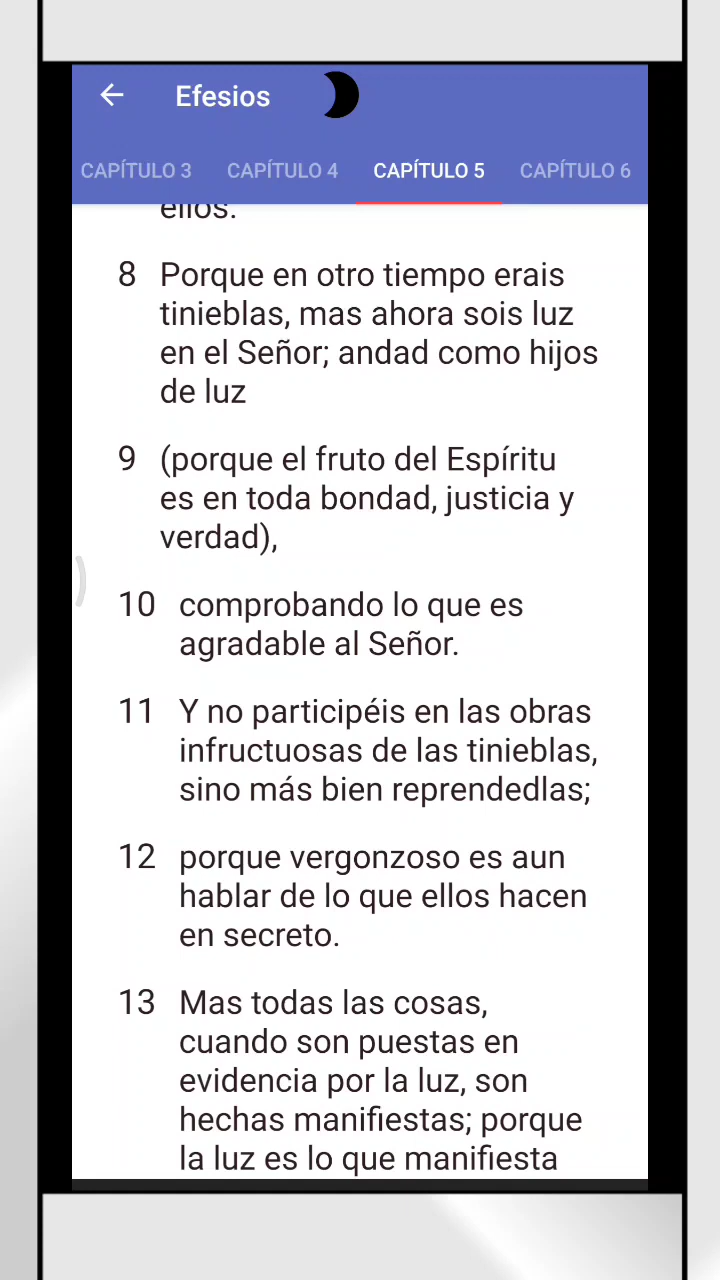 Efesios
CAPÍTULO 3 CAPÍTULO 4 CAPÍTULO 5 CAPÍTULO 6
ellos.
8 Porque en otro tiempo erais
tinieblas, mas ahora sois luz
en el Señor; andad como hijos
de luz
9 (porque el fruto del Espíritu
es en toda bondad, justicia y
verdad),
10 comprobando lo que es
agradable al Señor.
11 Y no participéis en las obras
infructuosas de las tinieblas,
sino más bien reprendedlas;
12 porque vergonzoso es aun
hablar de lo que ellos hacen
en secreto.
13 Mas todas las cosas,
cuando son puestas en
evidencia por la luz, son
hechas manifiestas; porque
la luz es lo que manifiesta